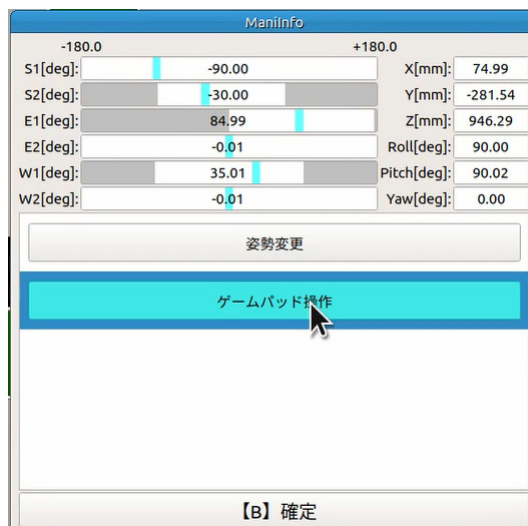 ManiInfo
-180.0 +180.0
S1[deg]: -90.00 X[mm]: 74.99
S2[deg]: -30.00 Y[mm]: -281.54
E1[deg]: 84.99 Z[mm]: 946.29
E2[deg]: -0.01 Roll[deg]: 90.00
W1[deg]: 35.01 Pitch[deg]: 90.02
W2[deg]: -0.01 Yaw[deg]: 0.00
姿勢変更
ゲームパッド操作
【B】確定